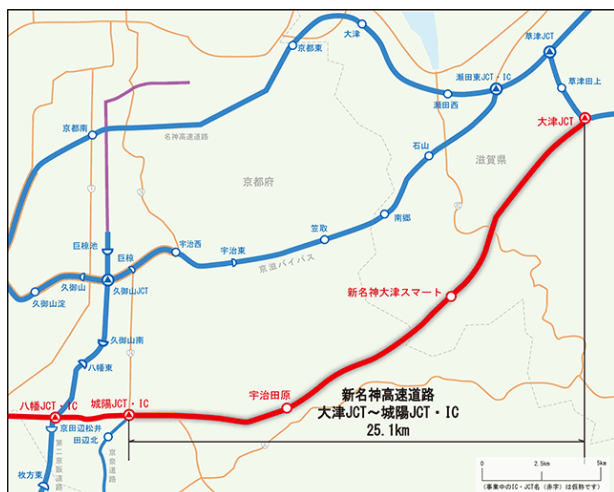 草津JCT
大津
京都東
瀬田東JCT・IC
草津田上
瀬田西
大津JCT
京都南
名神高速道路
石山
滋賀県
京都府
南郷
笠取
巨椋池
巨椋
宇治西
宇治東
京滋バイパス
久御山
久御山JCT
久御山淀
新名神大津スマート
久御山南
八幡東
宇治田原
新名神高速道路
大津JCT～城陽JCT・IC
25.1km
八幡JCT・IC
城陽JCT・IC
京田辺松井
田辺北
第二京阪道路
京奈道路
枚方東
0 2.5km 5km
(事業中のIC・JCT名(赤字)は仮称です)